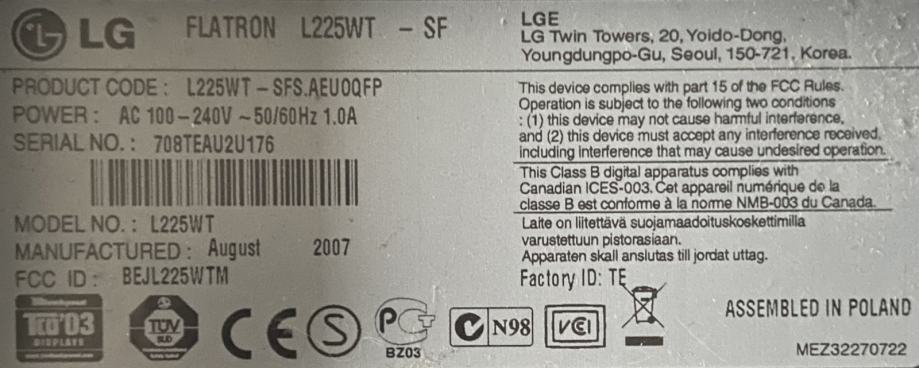 LG FLATRON L225WT - SF
LGE
LG Twin Towers, 20, Yoido-Dong,
Youngdungpo-Gu, Seoul, 150-721, Korea.
PRODUCT CODE : L225WT - SFS.AEU0QFP
POWER : AC 100-240V ~ 50/60Hz 1.0A
SERIAL NO. : 708TEAU2U176
MODEL NO. : L225WT
MANUFACTURED : August 2007
FCC ID : BEJL225WTM
This device complies with part 15 of the FCC Rules.
Operation is subject to the following two conditions
: (1) this device may not cause harmful interference,
and (2) this device must accept any interference received,
including interference that may cause undesired operation.
This Class B digital apparatus complies with
Canadian ICES-003. Cet appareil numérique de la
classe B est conforme à la norme NMB-003 du Canada.
Laite on liitettävä suojamaadoituskoskettimilla
varustettuun pistorasiaan.
Apparaten skall anslutas till jordat uttag.
Factory ID: TE
TCO'03
DISPLAYS
TÜV
SÜD
CE
S
PCT
BZ03
N98
VCI
ASSEMBLED IN POLAND
MEZ32270722